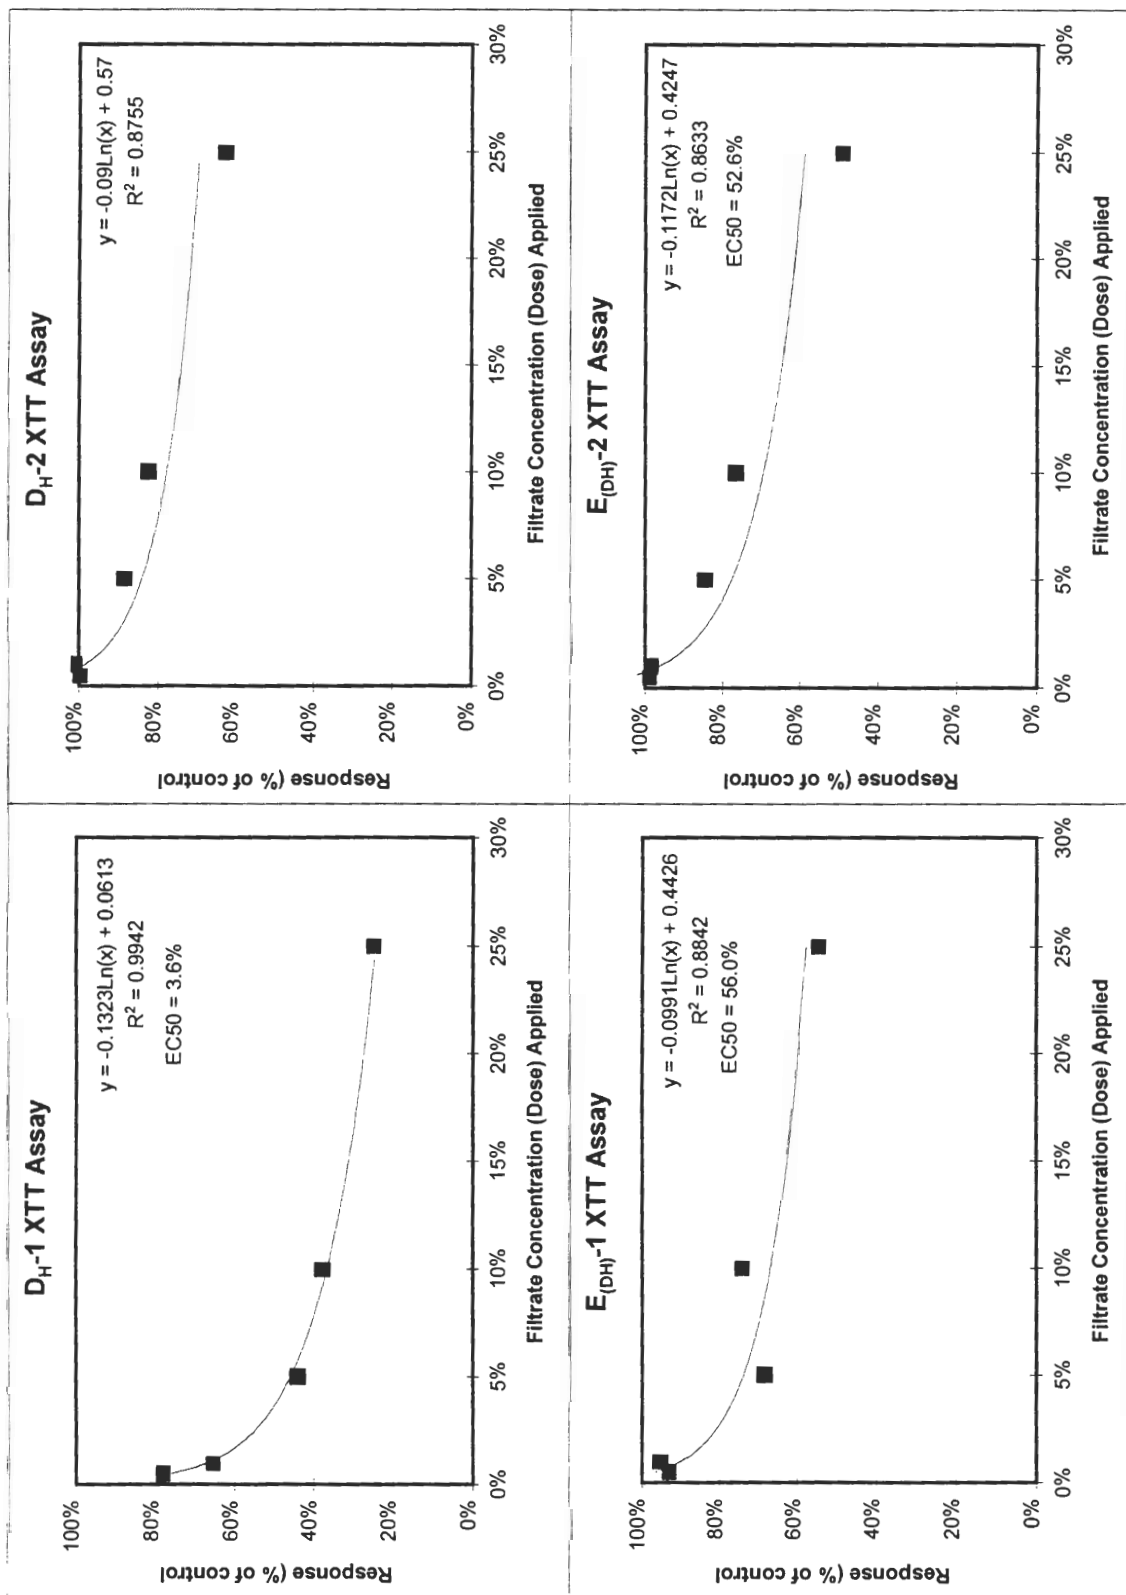 D_H-1 XTT Assay
y = -0.1323Ln(x) + 0.0613
R² = 0.9942
EC50 = 3.6%
Response (% of control)
100%
80%
60%
40%
20%
0%
0% 5% 10% 15% 20% 25% 30%
Filtrate Concentration (Dose) Applied
D_H-2 XTT Assay
y = -0.09Ln(x) + 0.57
R² = 0.8755
Response (% of control)
100%
80%
60%
40%
20%
0%
0% 5% 10% 15% 20% 25% 30%
Filtrate Concentration (Dose) Applied
E_(DH)-1 XTT Assay
y = -0.0991Ln(x) + 0.4426
R² = 0.8842
EC50 = 56.0%
Response (% of control)
100%
80%
60%
40%
20%
0%
0% 5% 10% 15% 20% 25% 30%
Filtrate Concentration (Dose) Applied
E_(DH)-2 XTT Assay
y = -0.1172Ln(x) + 0.4247
R² = 0.8633
EC50 = 52.6%
Response (% of control)
100%
80%
60%
40%
20%
0%
0% 5% 10% 15% 20% 25% 30%
Filtrate Concentration (Dose) Applied